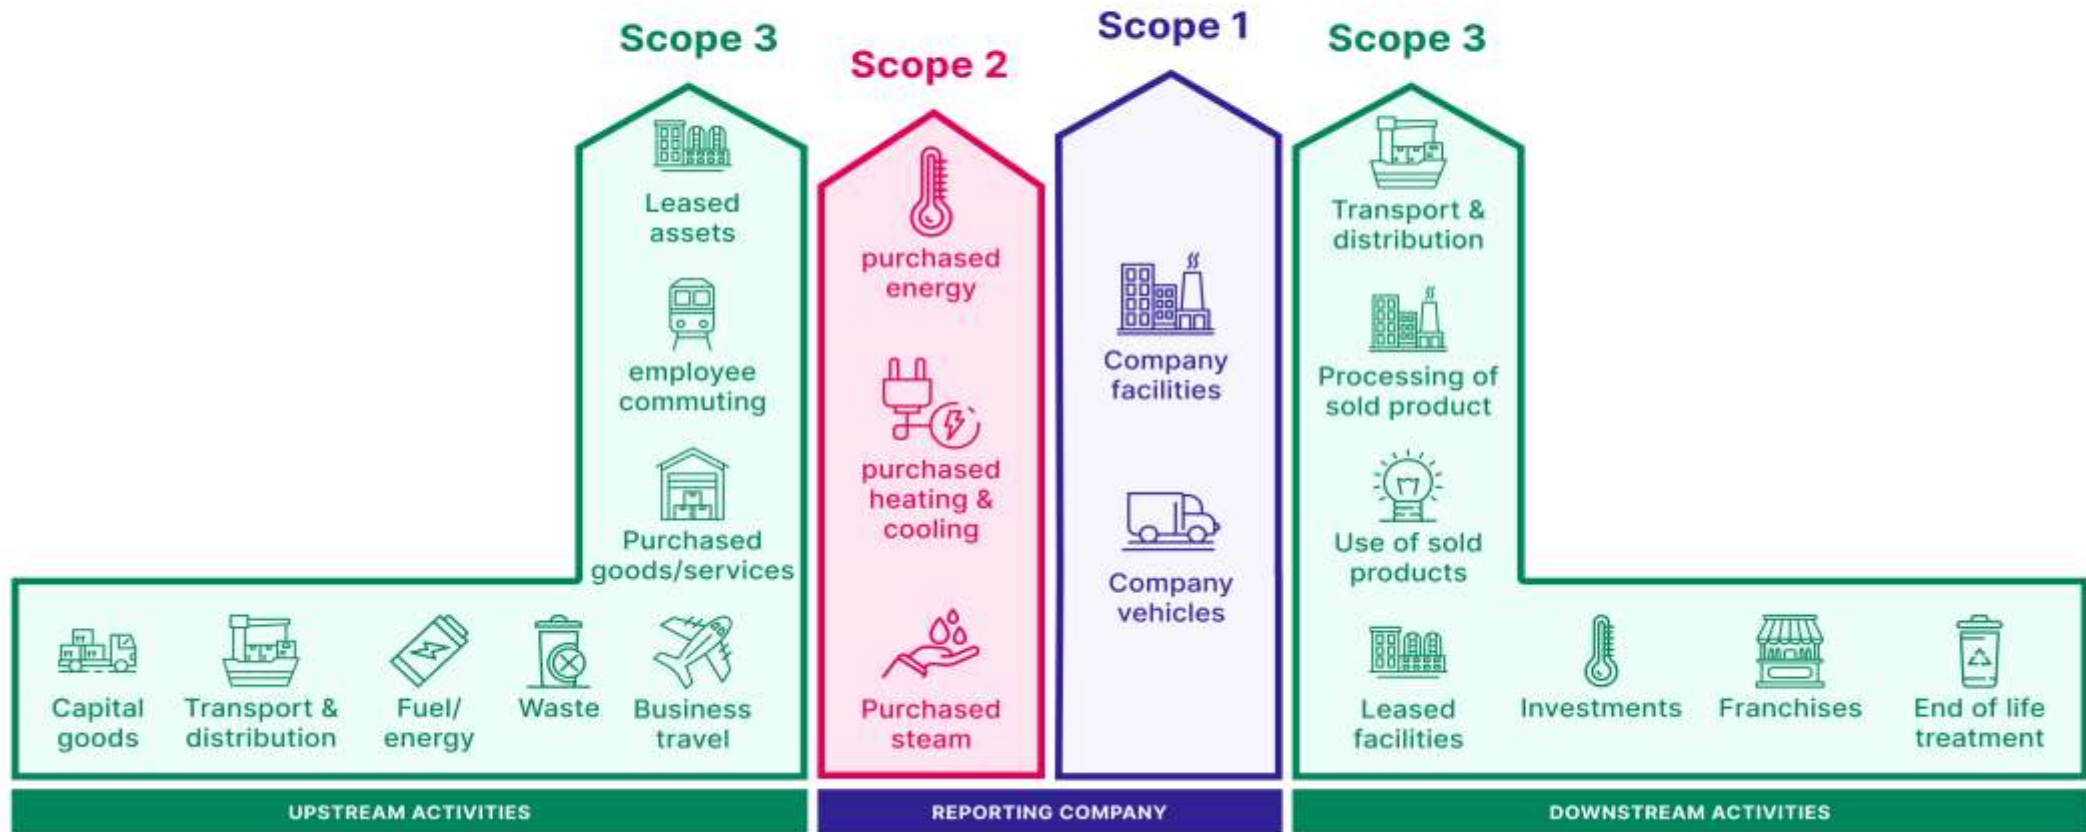 Scope 3
Scope 2
Scope 1
Scope 3
Leased
assets
employee
commuting
Purchased
goods/services
Capital
goods
Transport &
distribution
Fuel/
energy
Waste
Business
travel
purchased
energy
purchased
heating &
cooling
Purchased
steam
Company
facilities
Company
vehicles
Transport &
distribution
Processing of
sold product
Use of sold
products
Leased
facilities
Investments
Franchises
End of life
treatment
UPSTREAM ACTIVITIES
REPORTING COMPANY
DOWNSTREAM ACTIVITIES